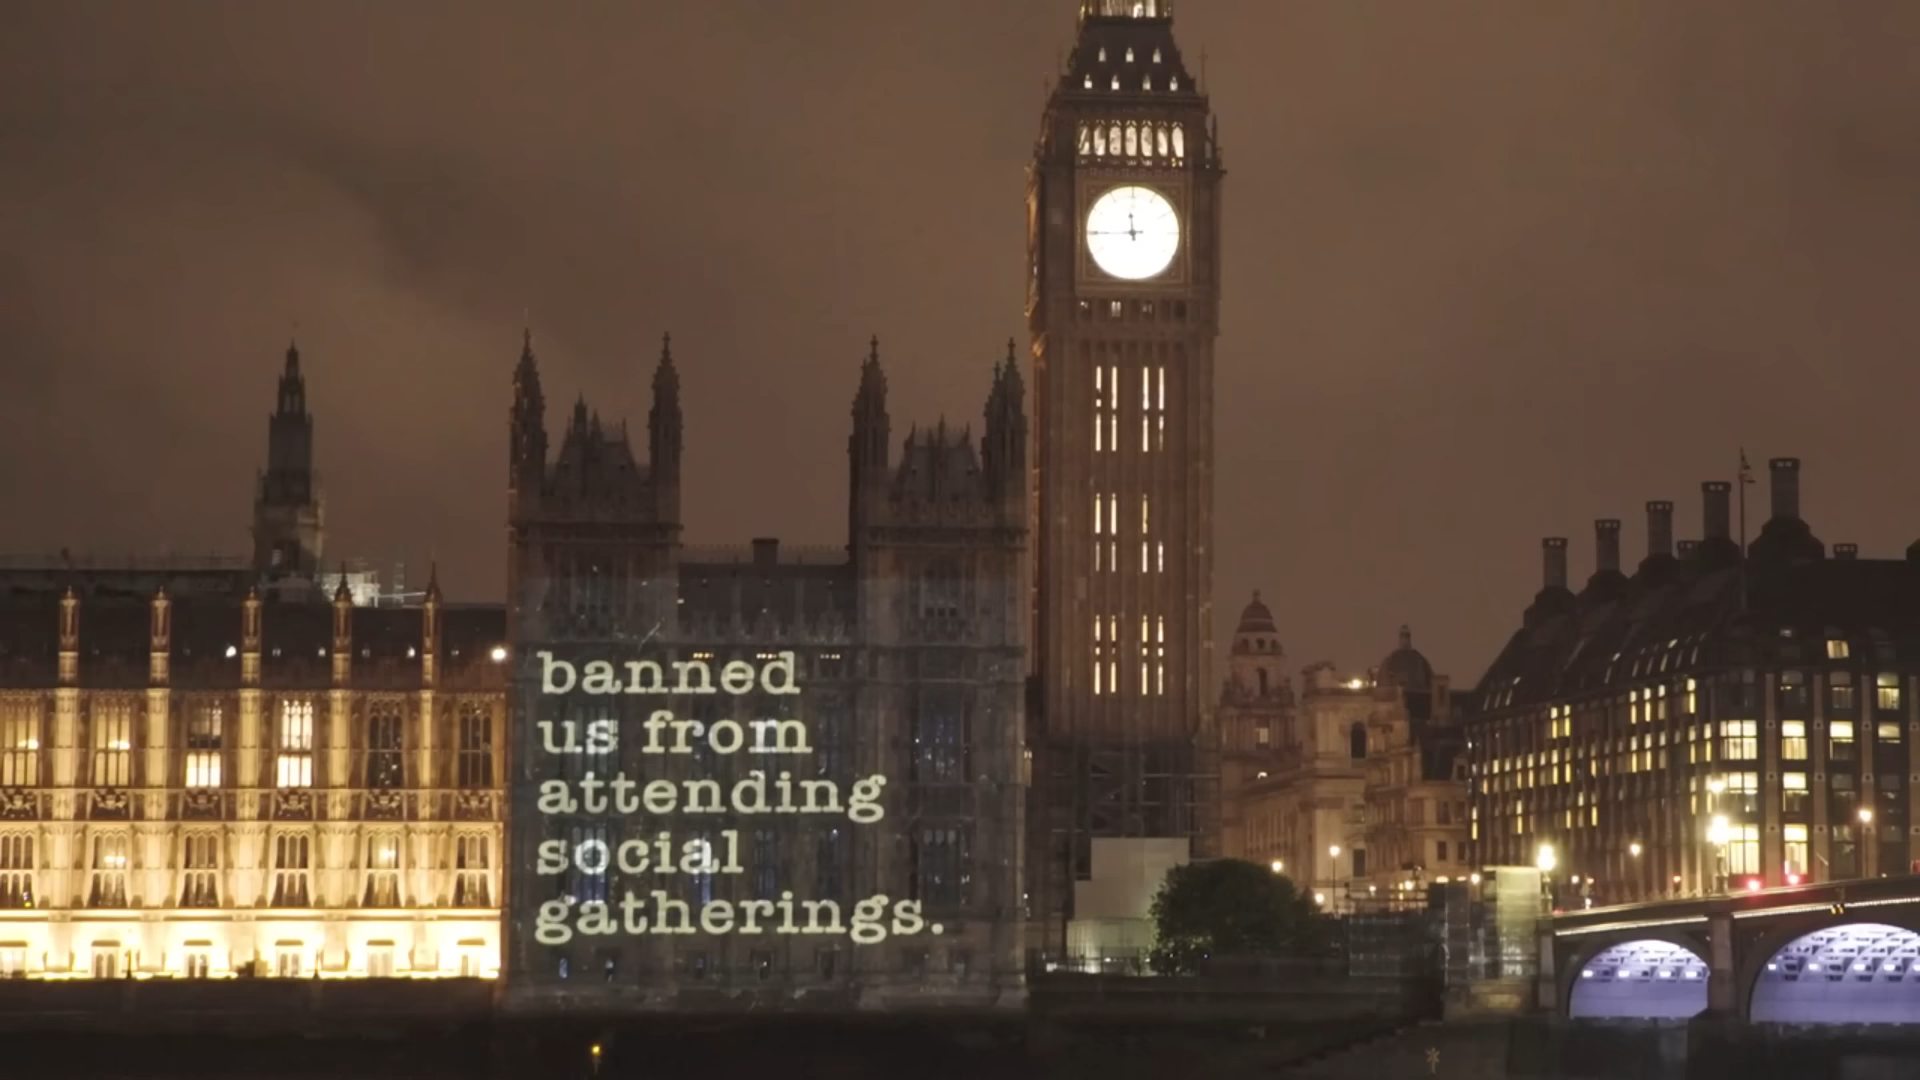 banned
us from
attending
social
gatherings.